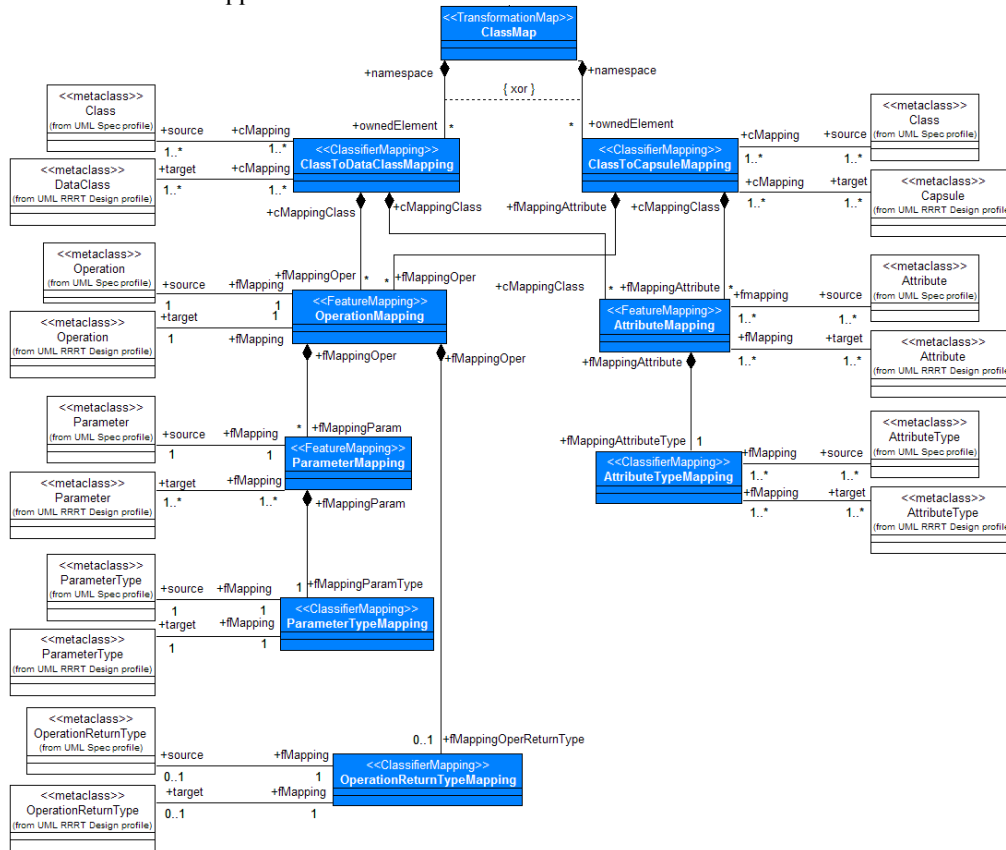 <<TransformationMap>>
ClassMap
+namespace
+namespace
{ xor }
<<metaclass>>
Class
(from UML Spec profile)
+source
+cMapping
1..*
1..*
+ownedElement
*
*
+ownedElement
<<metaclass>>
Class
(from UML Spec profile)
+cMapping
+source
1..*
1..*
<<ClassifierMapping>>
ClassToDataClassMapping
<<ClassifierMapping>>
ClassToCapsuleMapping
<<metaclass>>
DataClass
(from UML RRRT Design profile)
+target
+cMapping
1..*
1..*
+cMapping
+target
1..*
1..*
<<metaclass>>
Capsule
(from UML RRRT Design profile)
+cMappingClass
+cMappingClass
+fMappingAttribute
+cMappingClass
<<metaclass>>
Operation
(from UML Spec profile)
+source
+fMapping
1
1
+fMappingOper
*
*
+fMappingOper
+cMappingClass
*
+fMappingAttribute
*
<<metaclass>>
Attribute
(from UML Spec profile)
+fmapping
+source
1..*
1..*
<<FeatureMapping>>
OperationMapping
<<FeatureMapping>>
AttributeMapping
<<metaclass>>
Operation
(from UML RRRT Design profile)
+target
1
1
+fMapping
+fMapping
+target
1..*
1..*
<<metaclass>>
Attribute
(from UML RRRT Design profile)
+fMappingOper
+fMappingOper
+fMappingAttribute
<<metaclass>>
Parameter
(from UML Spec profile)
+source
+fMapping
1
1
*
+fMappingParam
+fMappingAttributeType
1
<<metaclass>>
AttributeType
(from UML Spec profile)
+fMapping
+source
1..*
1..*
<<FeatureMapping>>
ParameterMapping
<<ClassifierMapping>>
AttributeTypeMapping
<<metaclass>>
Parameter
(from UML RRRT Design profile)
+target
+fMapping
1..*
1..*
+fMappingParam
+fMapping
+target
1..*
1..*
<<metaclass>>
AttributeType
(from UML RRRT Design profile)
<<metaclass>>
ParameterType
(from UML Spec profile)
+source
+fMapping
1
1
1
+fMappingParamType
<<ClassifierMapping>>
ParameterTypeMapping
<<metaclass>>
ParameterType
(from UML RRRT Design profile)
+target
+fMapping
1
1
<<metaclass>>
OperationReturnType
(from UML Spec profile)
+source
+fMapping
0..1
1
0..1
+fMappingOperReturnType
<<ClassifierMapping>>
OperationReturnTypeMapping
<<metaclass>>
OperationReturnType
(from UML RRRT Design profile)
+target
+fMapping
0..1
1